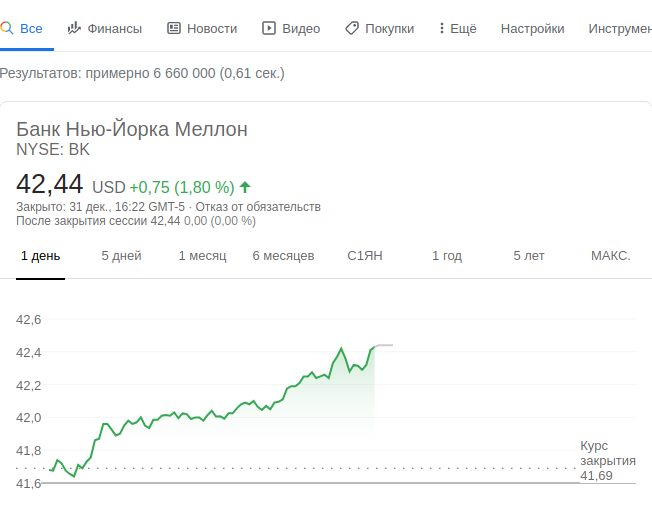 Все Финансы Новости Видео Покупки Ещё Настройки Инструмен
Результатов: примерно 6 660 000 (0,61 сек.)
Банк Нью-Йорка Меллон
NYSE: BK
42,44 USD +0,75 (1,80 %)
Закрыто: 31 дек., 16:22 GMT-5 · Отказ от обязательств
После закрытия сессии 42,44 0,00 (0,00 %)
1 день 5 дней 1 месяц 6 месяцев С1ЯН 1 год 5 лет МАКС.
42,6
42,4
42,2
42,0
41,8
41,6
Курс
закрытия
41,69